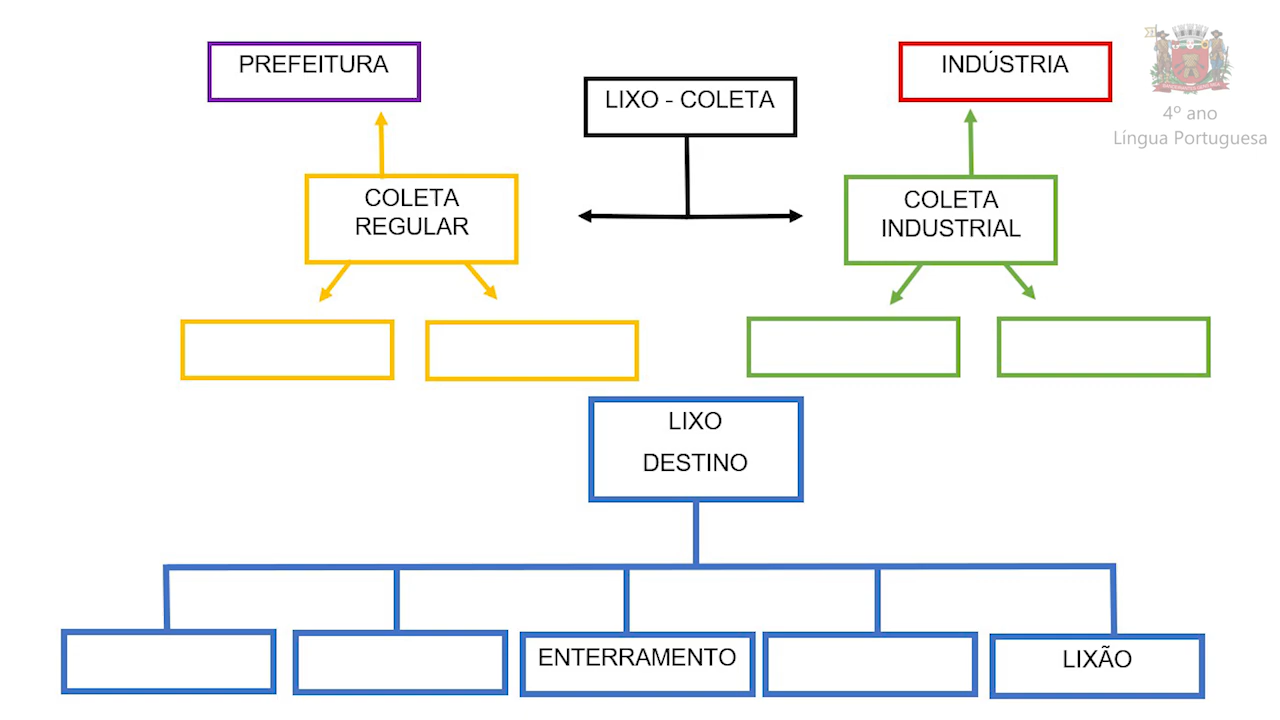 PREFEITURA
INDÚSTRIA
LIXO - COLETA
4º ano
Língua Portuguesa
COLETA
REGULAR
COLETA
INDUSTRIAL
LIXO
DESTINO
ENTERRAMENTO
LIXÃO